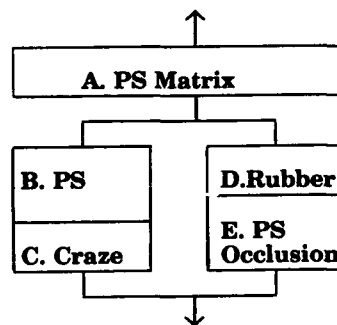 A. PS Matrix
B. PS
C. Craze
D.Rubber
E. PS
Occlusion